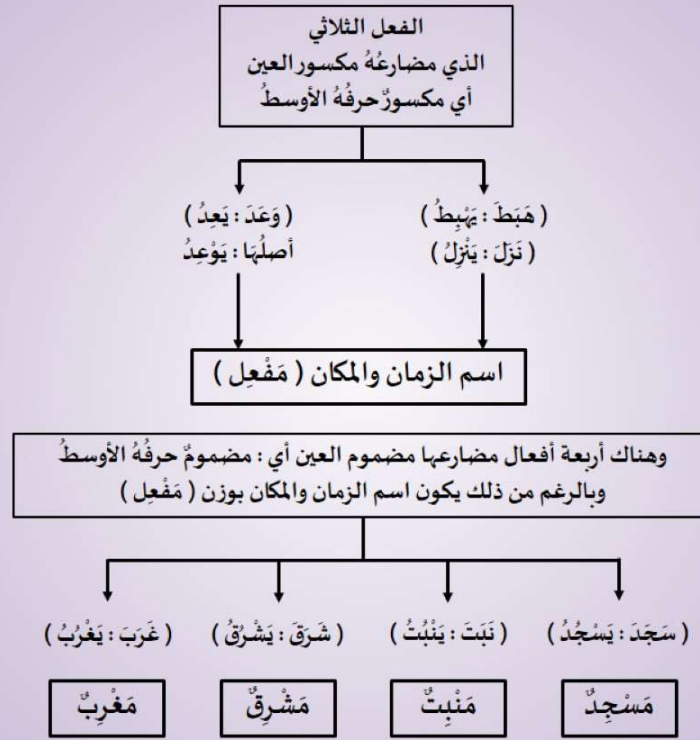 الفعل الثلاثي
الذي مضارعُهُ مكسور العين
أي مكسورٌ حرفُهُ الأوسطُ
( هَبَطَ : يَهْبِطُ )
( نَزَلَ : يَنْزِلُ )
( وَعَدَ : يَعِدُ )
أصلُهَا : يَوْعِدُ
اسم الزمان والمكان ( مَفْعِل )
وهناك أربعة أفعال مضارعها مضموم العين أي : مضمومٌ حرفُهُ الأوسطُ
وبالرغم من ذلك يكون اسم الزمان والمكان بوزن ( مَفْعِل )
( سَجَدَ : يَسْجُدُ )
( نَبَتَ : يَنْبُتُ )
( شَرَقَ : يَشْرُقُ )
( غَرَبَ : يَغْرُبُ )
مَسْجِدٌ
مَنْبِتٌ
مَشْرِقٌ
مَغْرِبٌ